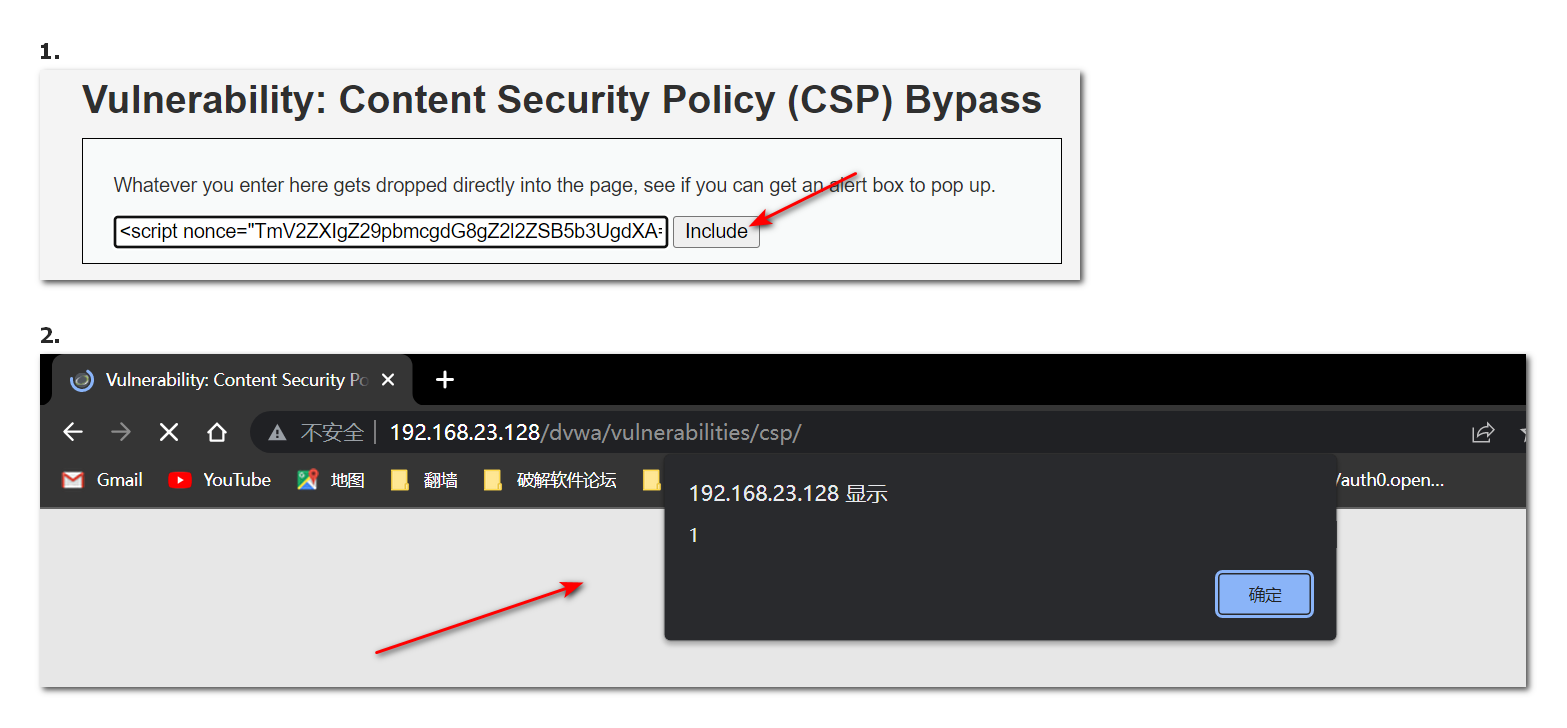 1.
Vulnerability: Content Security Policy (CSP) Bypass
Whatever you enter here gets dropped directly into the page, see if you can get an alert box to pop up.
<script nonce="TmV2ZXIgZ29pbmcgdG8gZ2l2ZSB5b3UgdXA= Include
2.
Vulnerability: Content Security Po
不安全 192.168.23.128/dvwa/vulnerabilities/csp/
Gmail YouTube 地图 翻墙 破解软件论坛 /auth0.open...
192.168.23.128 显示
1
确定